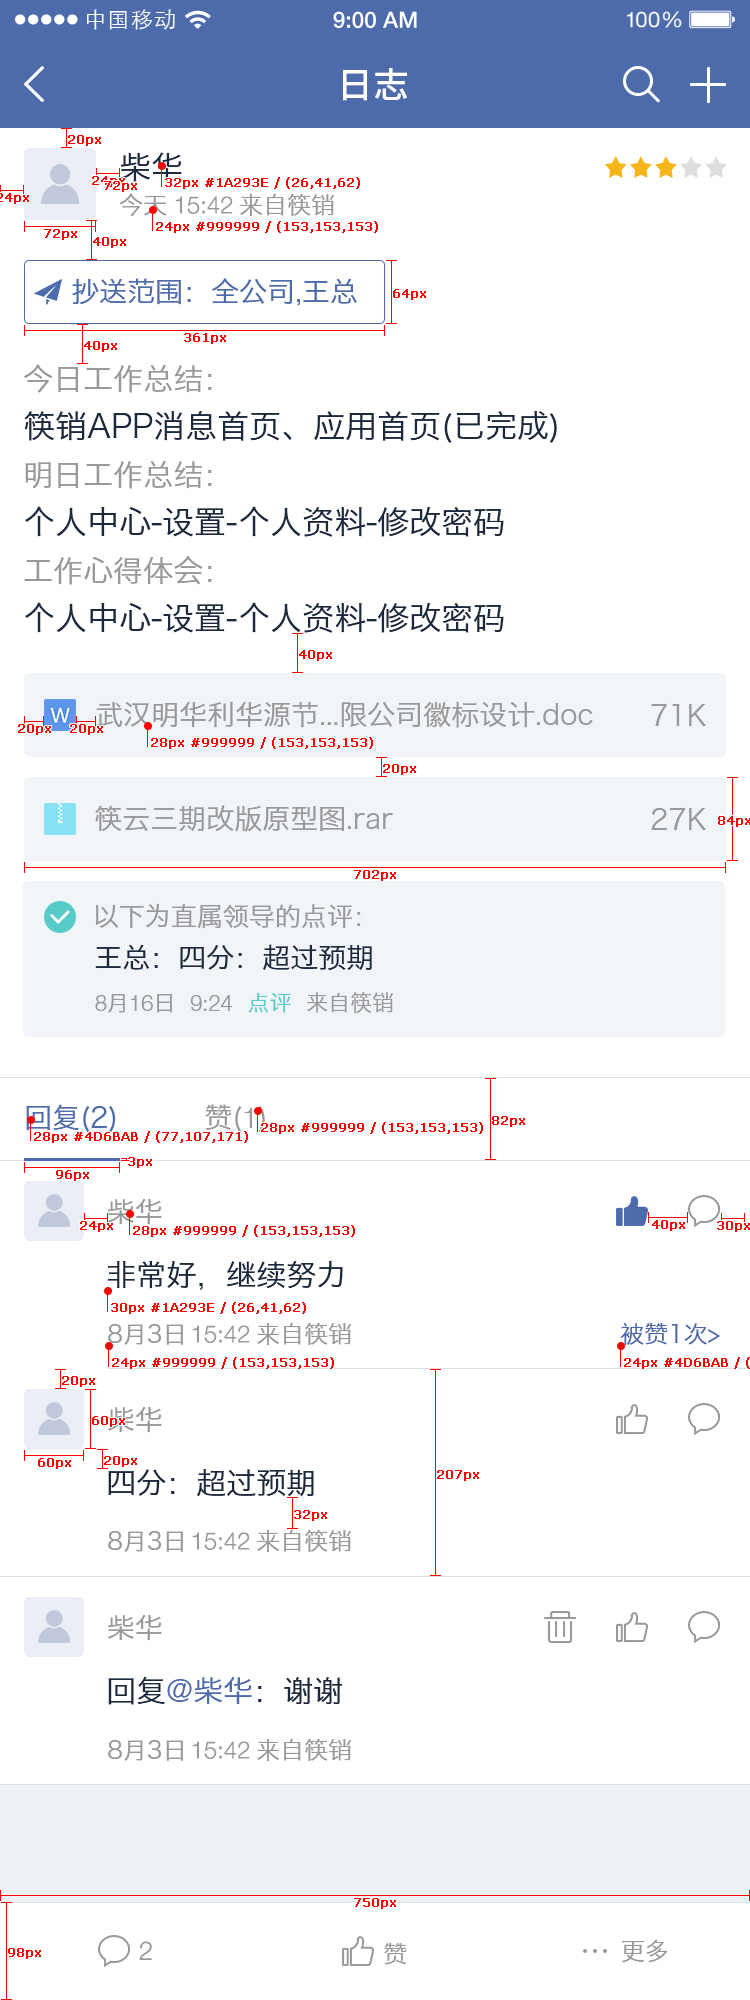 中国移动 9:00 AM 100%
日志
20px
柴华
24px 72px 32px #1A293E / (26,41,62)
24px
今天 15:42 来自筷销
24px #999999 / (153,153,153)
72px
40px
抄送范围：全公司,王总
64px
361px
40px
今日工作总结：
筷销APP消息首页、应用首页(已完成)
明日工作总结：
个人中心-设置-个人资料-修改密码
工作心得体会：
个人中心-设置-个人资料-修改密码
40px
W 武汉明华利华源节...限公司徽标设计.doc 71K
20px 20px
28px #999999 / (153,153,153)
20px
筷云三期改版原型图.rar 27K
84px
702px
以下为直属领导的点评：
王总：四分：超过预期
8月16日 9:24 点评 来自筷销
回复(2) 赞(1)
28px #4D6BAB / (77,107,171) 28px #999999 / (153,153,153) 82px
3px
96px
柴华
24px 28px #999999 / (153,153,153) 40px 30px
非常好，继续努力
30px #1A293E / (26,41,62)
8月3日 15:42 来自筷销 被赞1次>
24px #999999 / (153,153,153) 24px #4D6BAB / (
20px
60px 柴华
60px 20px
207px
四分：超过预期
32px
8月3日 15:42 来自筷销
柴华
回复@柴华：谢谢
8月3日 15:42 来自筷销
750px
98px 2 赞 ... 更多